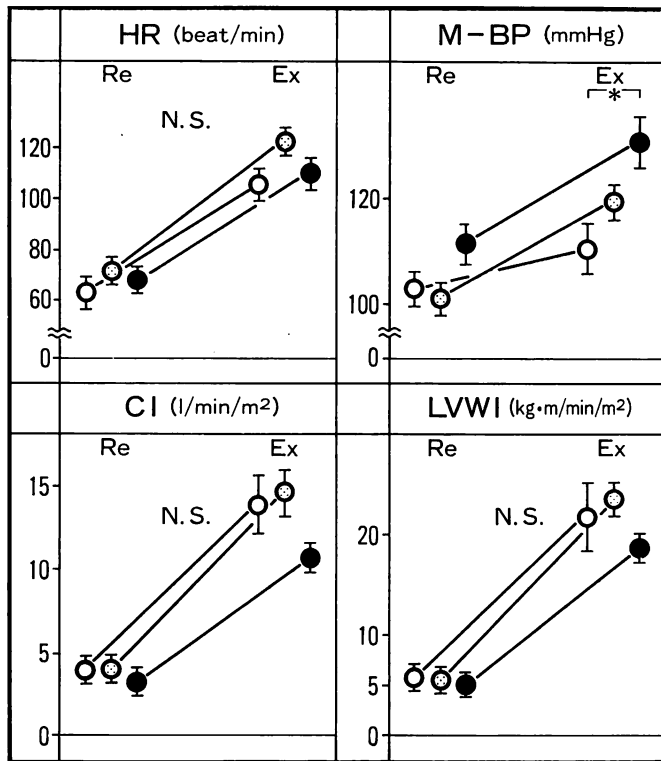 HR (beat/min)
Re Ex
N.S.
120
100
80
60
0
M-BP (mmHg)
Re Ex
*
120
100
0
CI (l/min/m²)
Re Ex
N.S.
15
10
5
0
LVWI (kg•m/min/m²)
Re Ex
N.S.
20
10
5
0